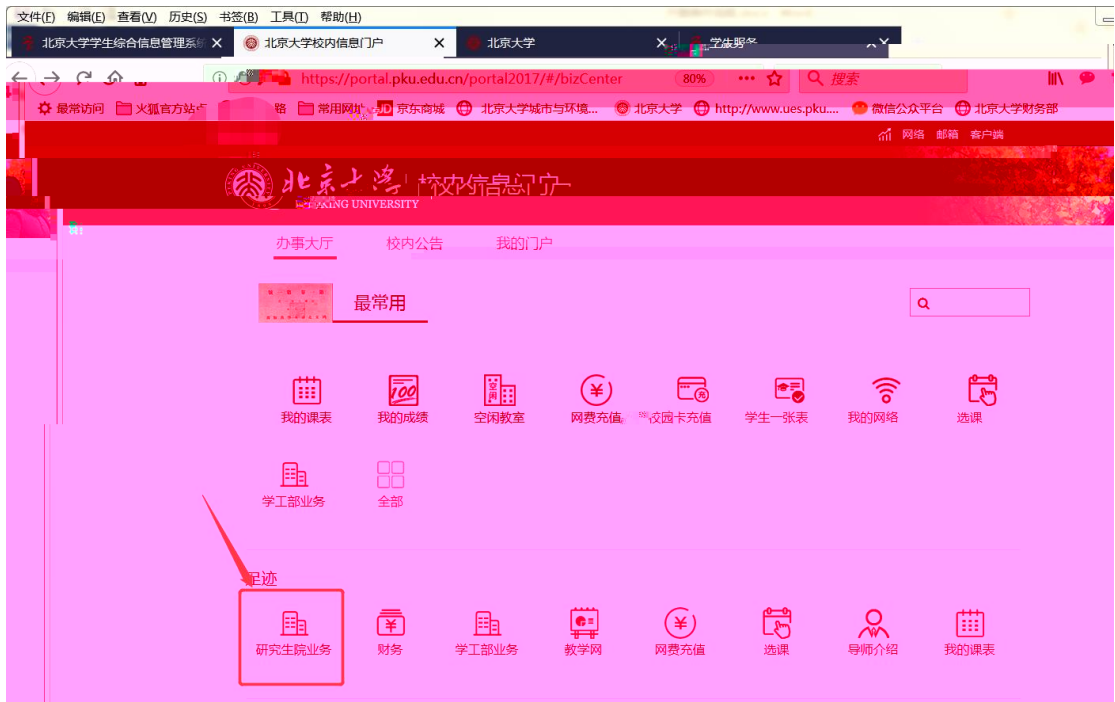 文件(F) 编辑(E) 查看(V) 历史(S) 书签(B) 工具(T) 帮助(H)
北京大学学生综合信息管理系统 北京大学校内信息门户 北京大学
https://portal.pku.edu.cn/portal2017/#/bizCenter 80% 搜索
最常访问 火狐官方站点 常用网址 JD 京东商城 北京大学城市与环境... 北京大学 http://www.ues.pku.... 微信公众平台 北京大学财务部
网络 邮箱 客户端
北京大学 校内信息门户
PEKING UNIVERSITY
办事大厅 校内公告 我的门户
最常用
我的课表 我的成绩 空闲教室 网费充值 校园卡充值 学生一张表 我的网络 选课
学工部业务 全部
足迹
研究生院业务 财务 学工部业务 教学网 网费充值 选课 导师介绍 我的课表